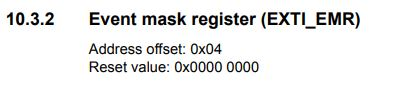 10.3.2 Event mask register (EXTI_EMR)
Address offset: 0x04
Reset value: 0x0000 0000